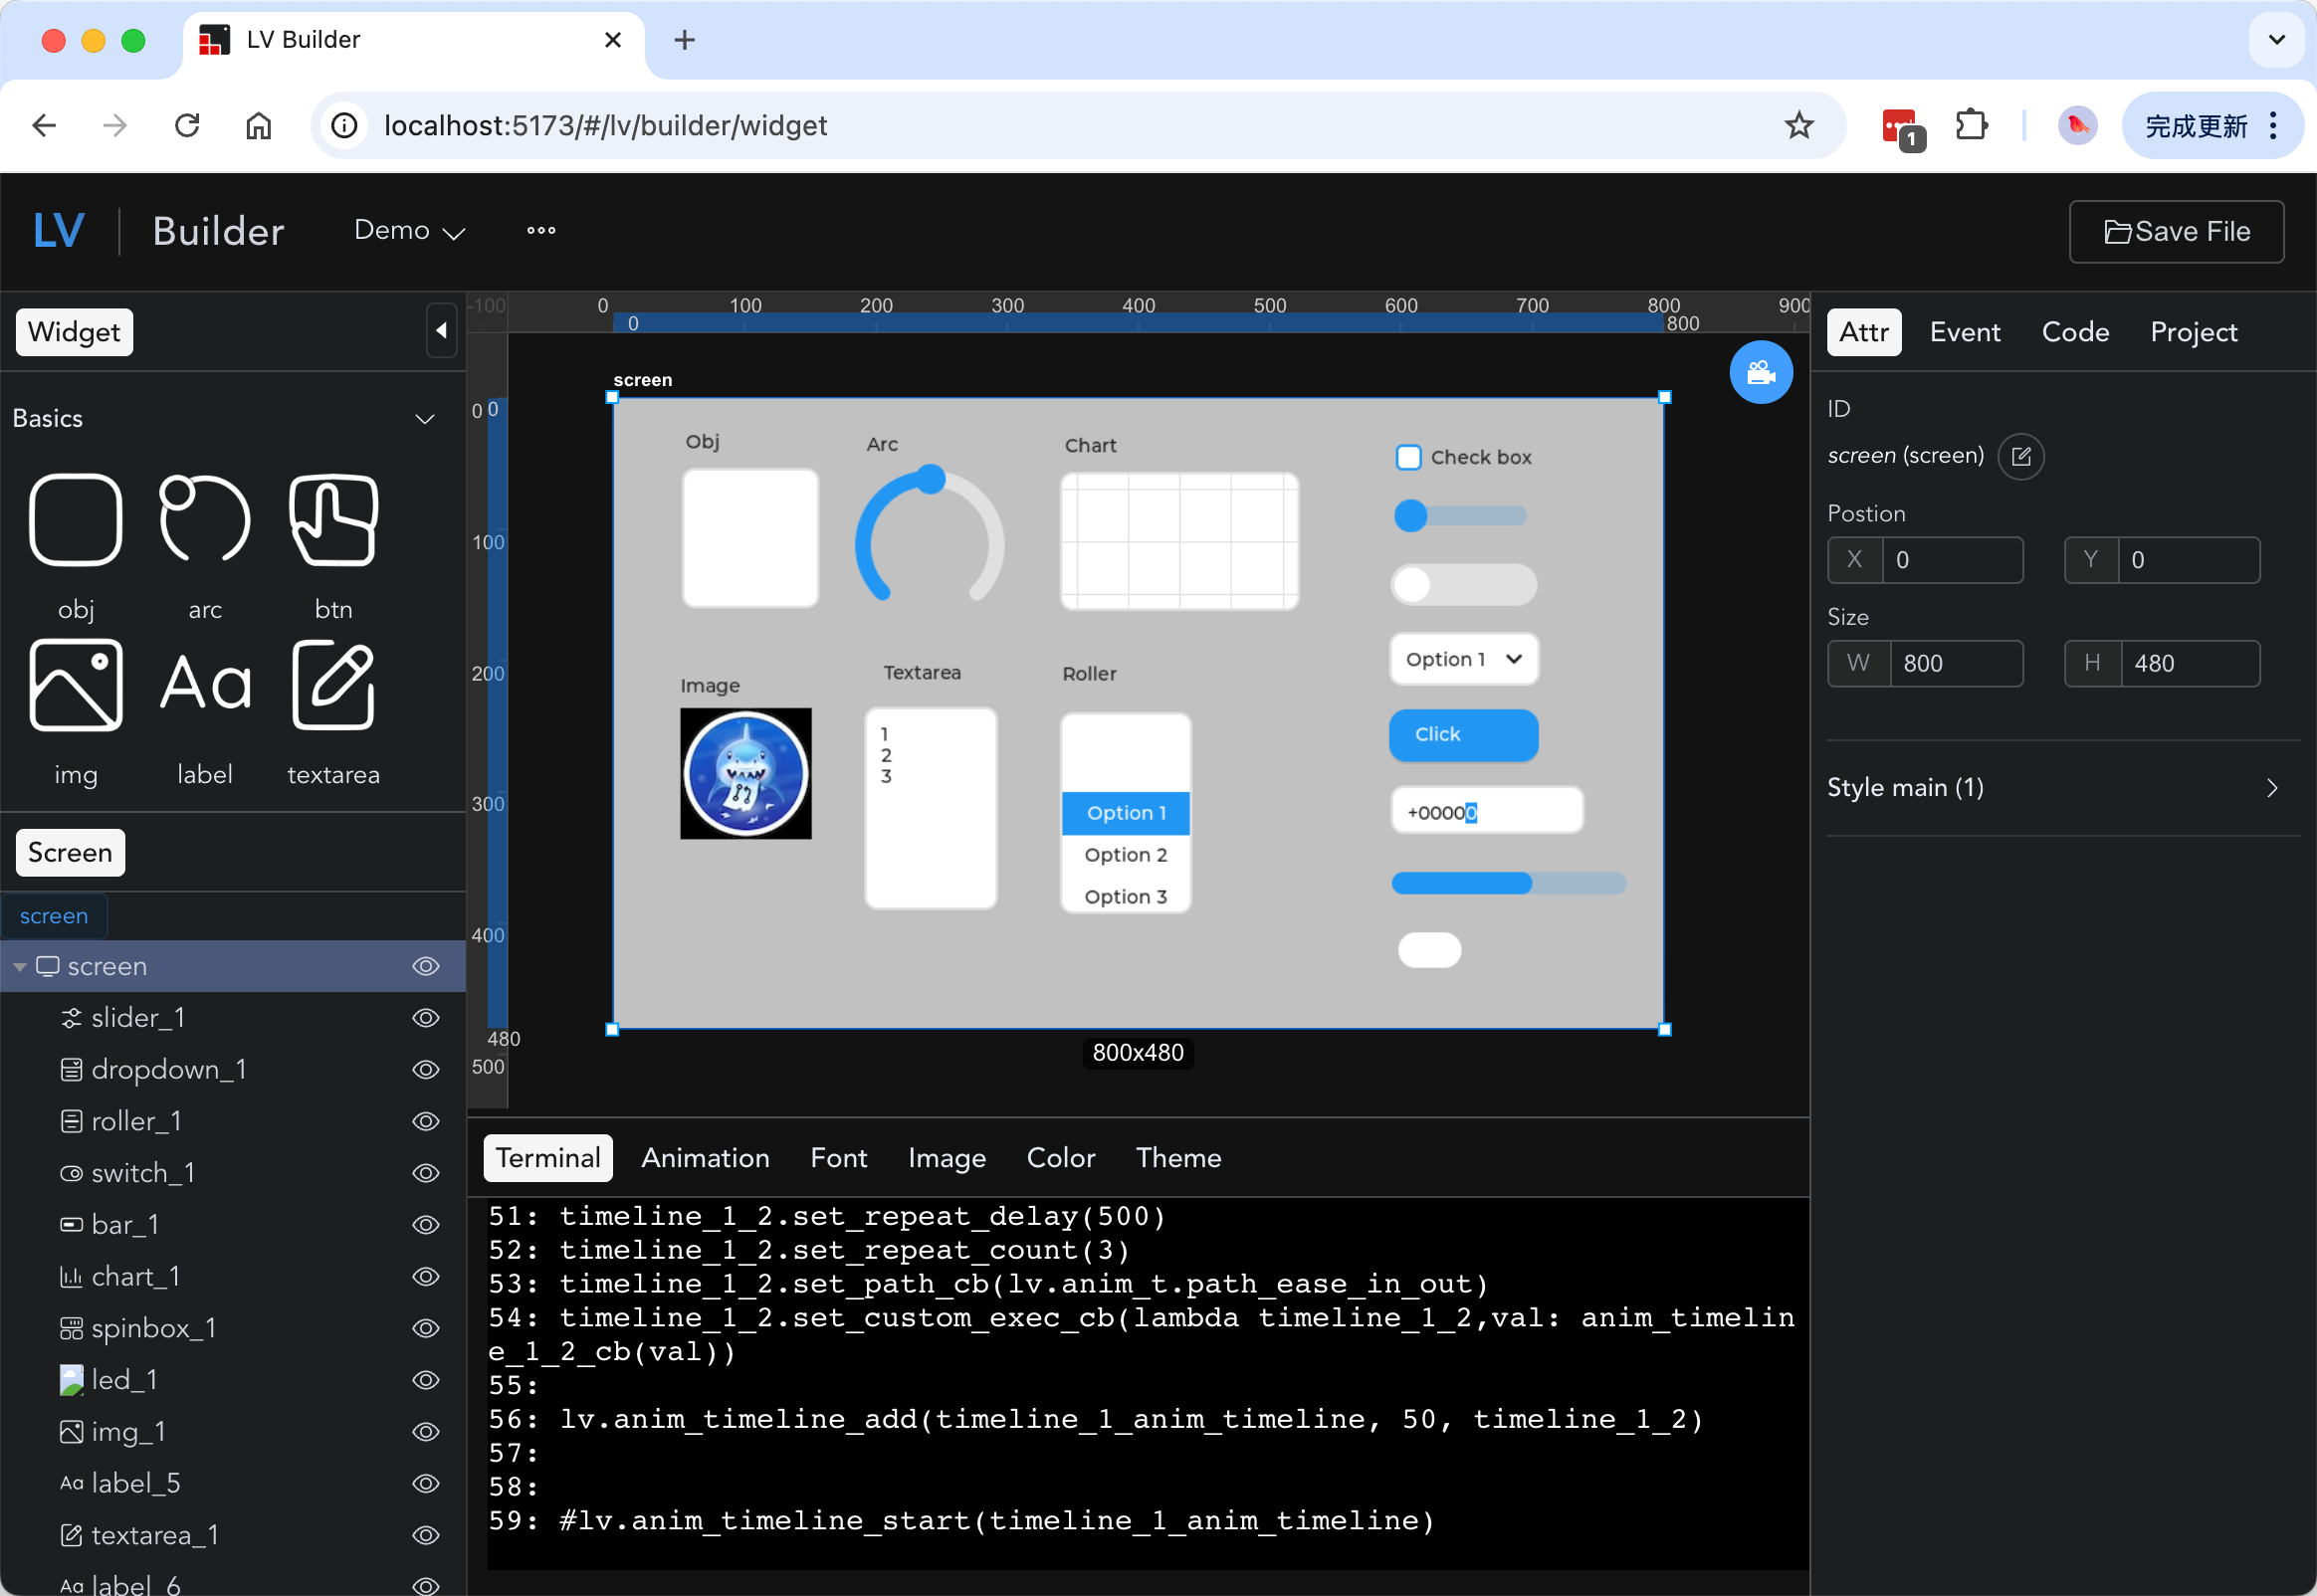 LV Builder
localhost:5173/#/lv/builder/widget
1
完成更新
LV Builder Demo
Save File
Widget
Basics
obj arc btn
img label textarea
Screen
screen
screen
slider_1
dropdown_1
roller_1
switch_1
bar_1
chart_1
spinbox_1
led_1
img_1
label_5
textarea_1
label_6
-100 0 100 200 300 400 500 600 700 800 900
0 800
0 0
100
200
300
400
480
500
screen
Obj Arc Chart
Check box
Option 1
Image Textarea Roller
1
2
3
Click
Option 1
Option 2
Option 3
+00000
800x480
Terminal Animation Font Image Color Theme
51: timeline_1_2.set_repeat_delay(500)
52: timeline_1_2.set_repeat_count(3)
53: timeline_1_2.set_path_cb(lv.anim_t.path_ease_in_out)
54: timeline_1_2.set_custom_exec_cb(lambda timeline_1_2,val: anim_timelin
e_1_2_cb(val))
55:
56: lv.anim_timeline_add(timeline_1_anim_timeline, 50, timeline_1_2)
57:
58:
59: #lv.anim_timeline_start(timeline_1_anim_timeline)
Attr Event Code Project
ID
screen (screen)
Postion
X 0 Y 0
Size
W 800 H 480
Style main (1)